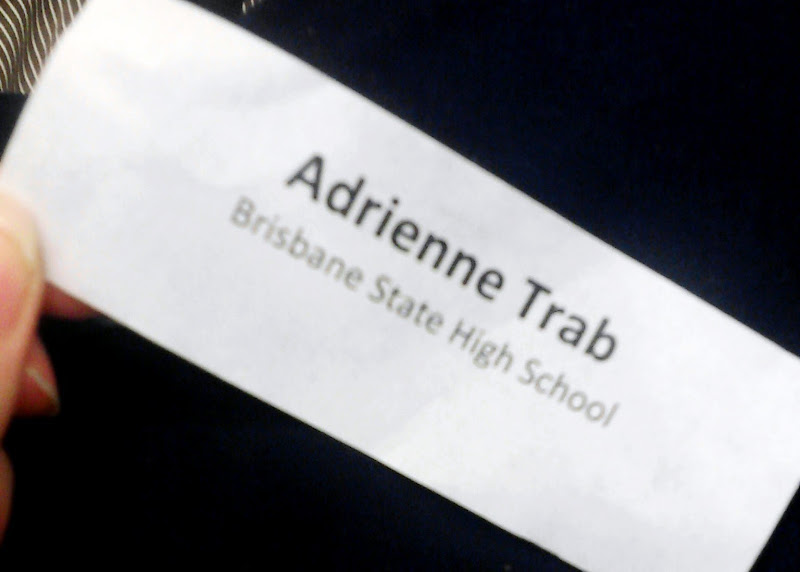 Adrienne Trab
Brisbane State High School